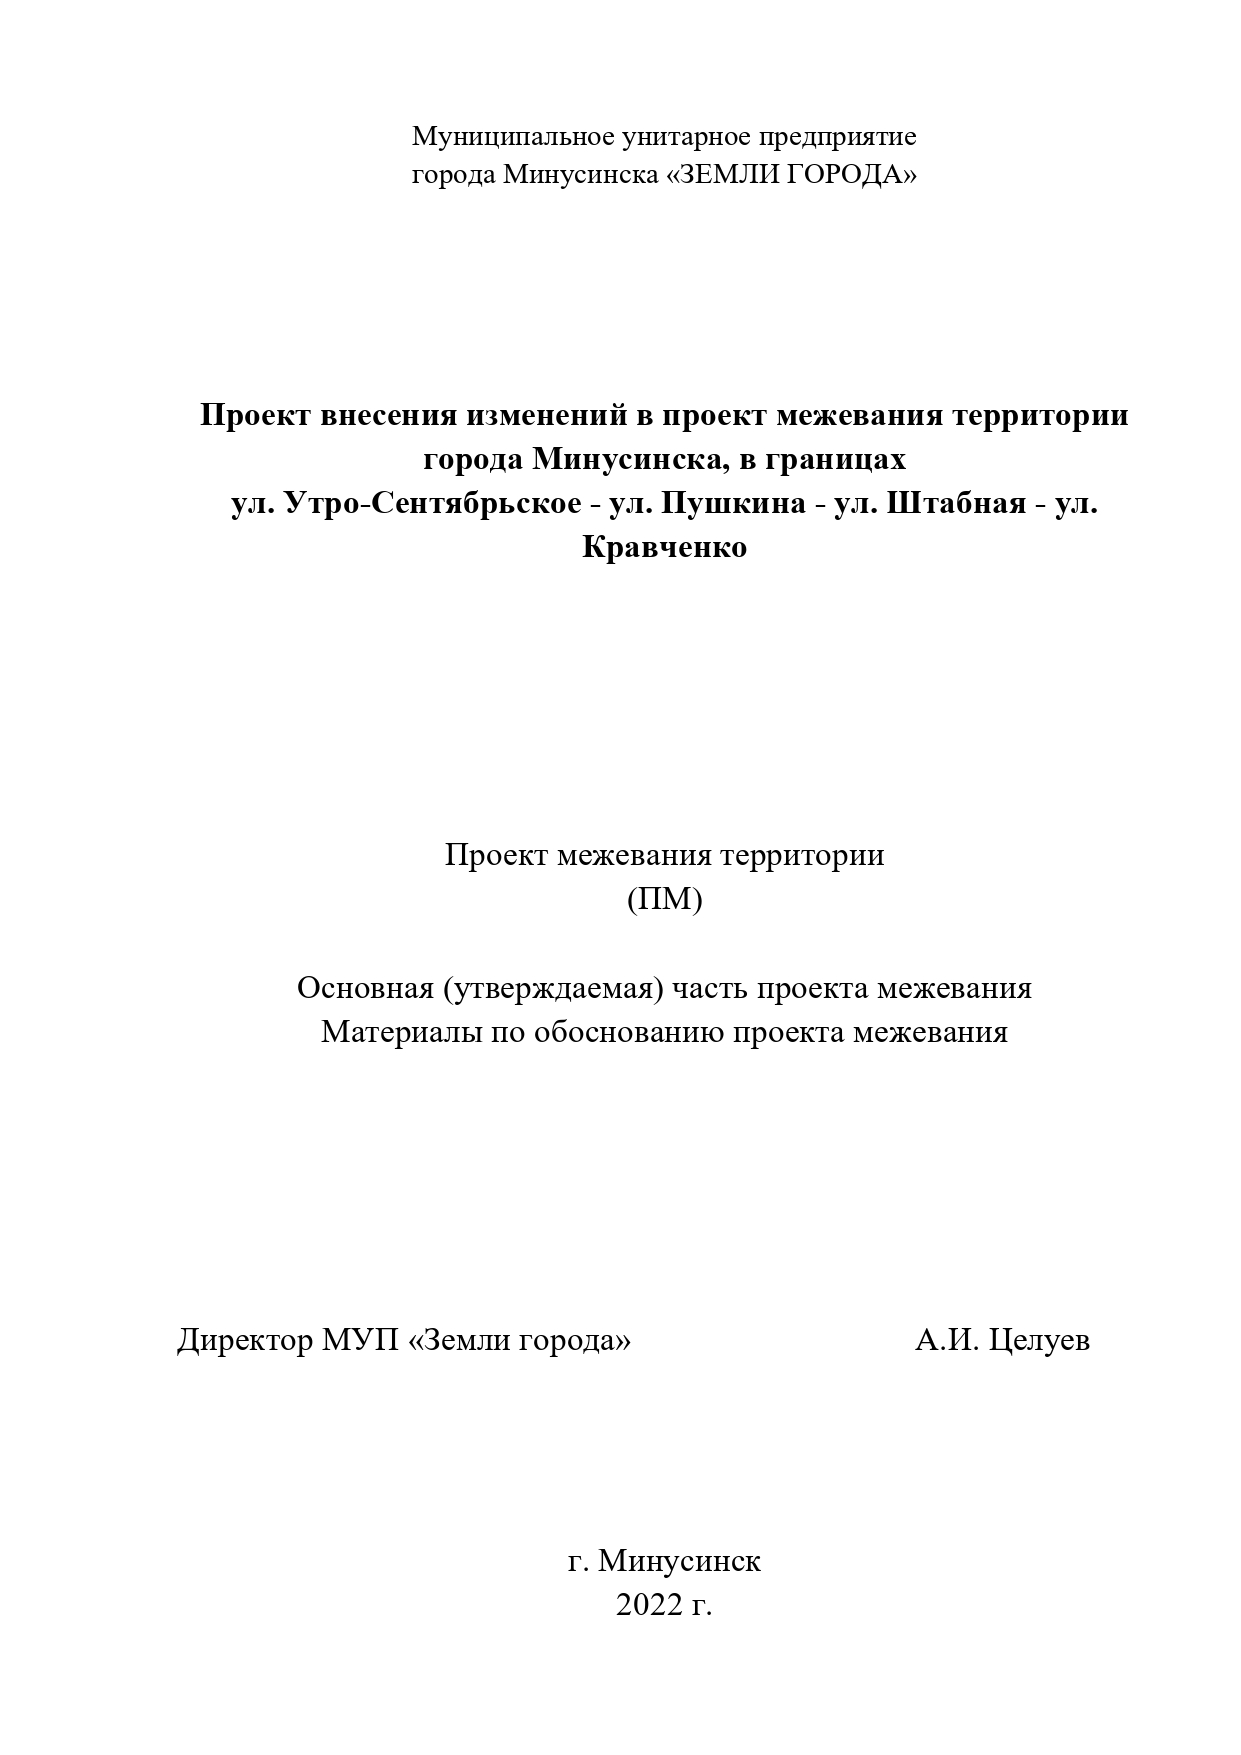 Муниципальное унитарное предприятие
города Минусинска «ЗЕМЛИ ГОРОДА»
Проект внесения изменений в проект межевания территории
города Минусинска, в границах
ул. Утро-Сентябрьское - ул. Пушкина - ул. Штабная - ул.
Кравченко
Проект межевания территории
(ПМ)
Основная (утверждаемая) часть проекта межевания
Материалы по обоснованию проекта межевания
Директор МУП «Земли города» А.И. Целуев
г. Минусинск
2022 г.